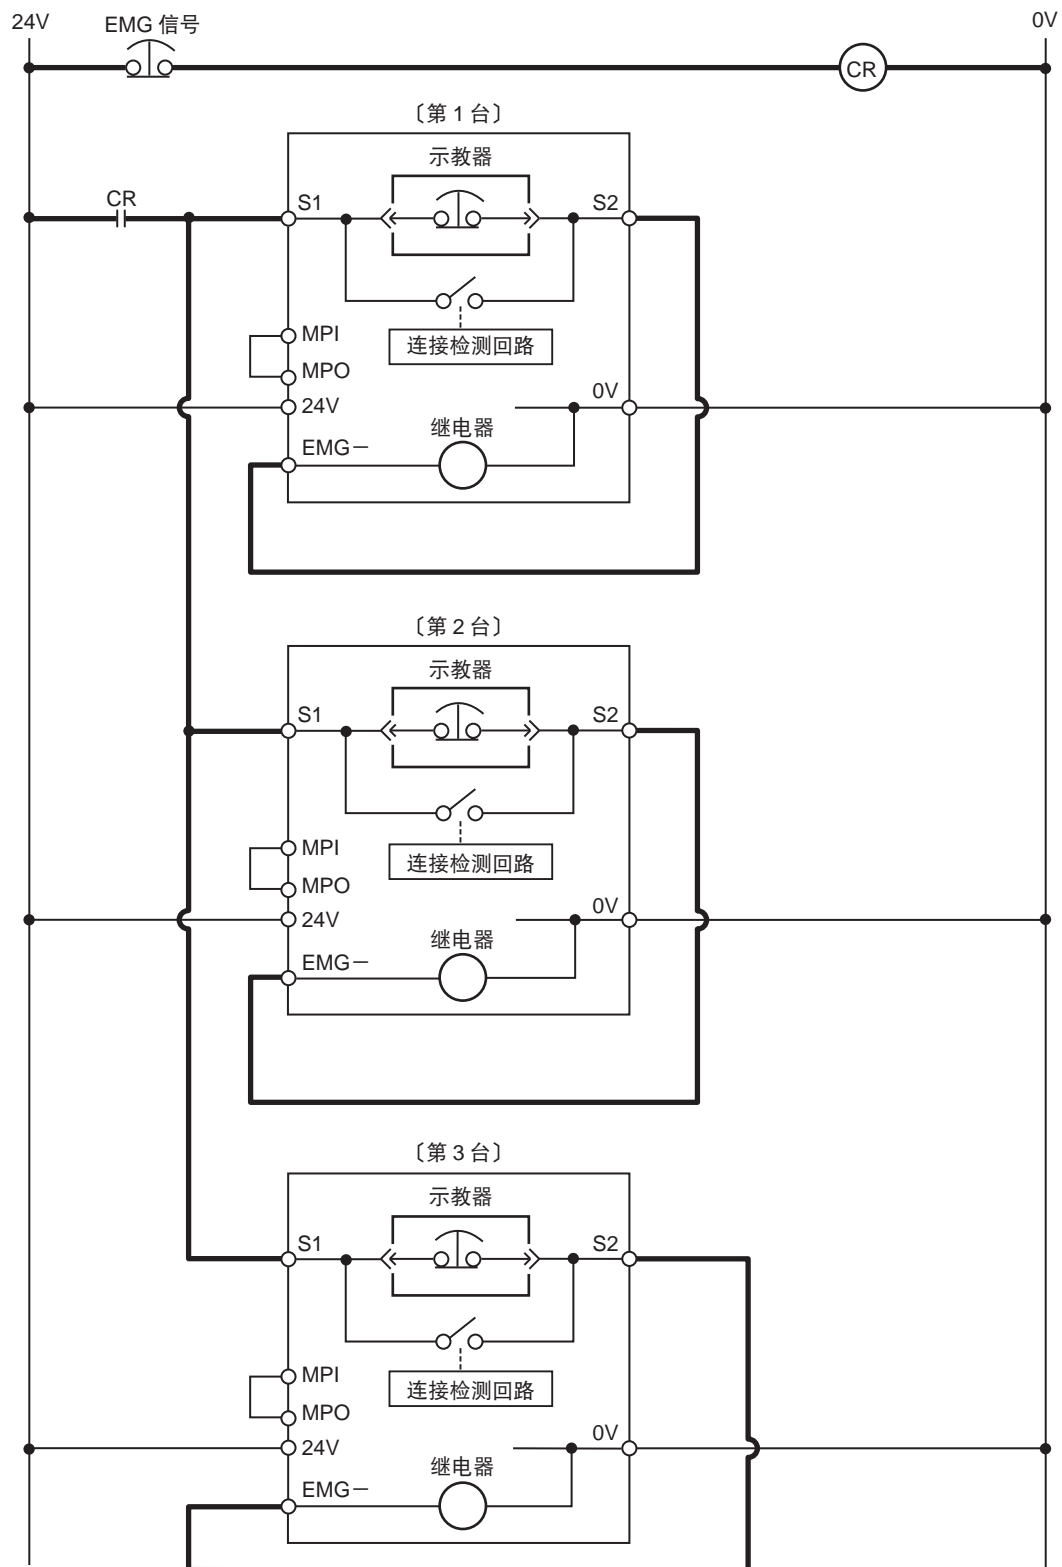 24V
EMG 信号
0V
CR
〔第 1 台〕
示教器
CR
S1
S2
MPI
连接检测回路
MPO
24V
0V
继电器
EMG－
〔第 2 台〕
示教器
S1
S2
MPI
连接检测回路
MPO
24V
0V
继电器
EMG－
〔第 3 台〕
示教器
S1
S2
MPI
连接检测回路
MPO
24V
0V
继电器
EMG－